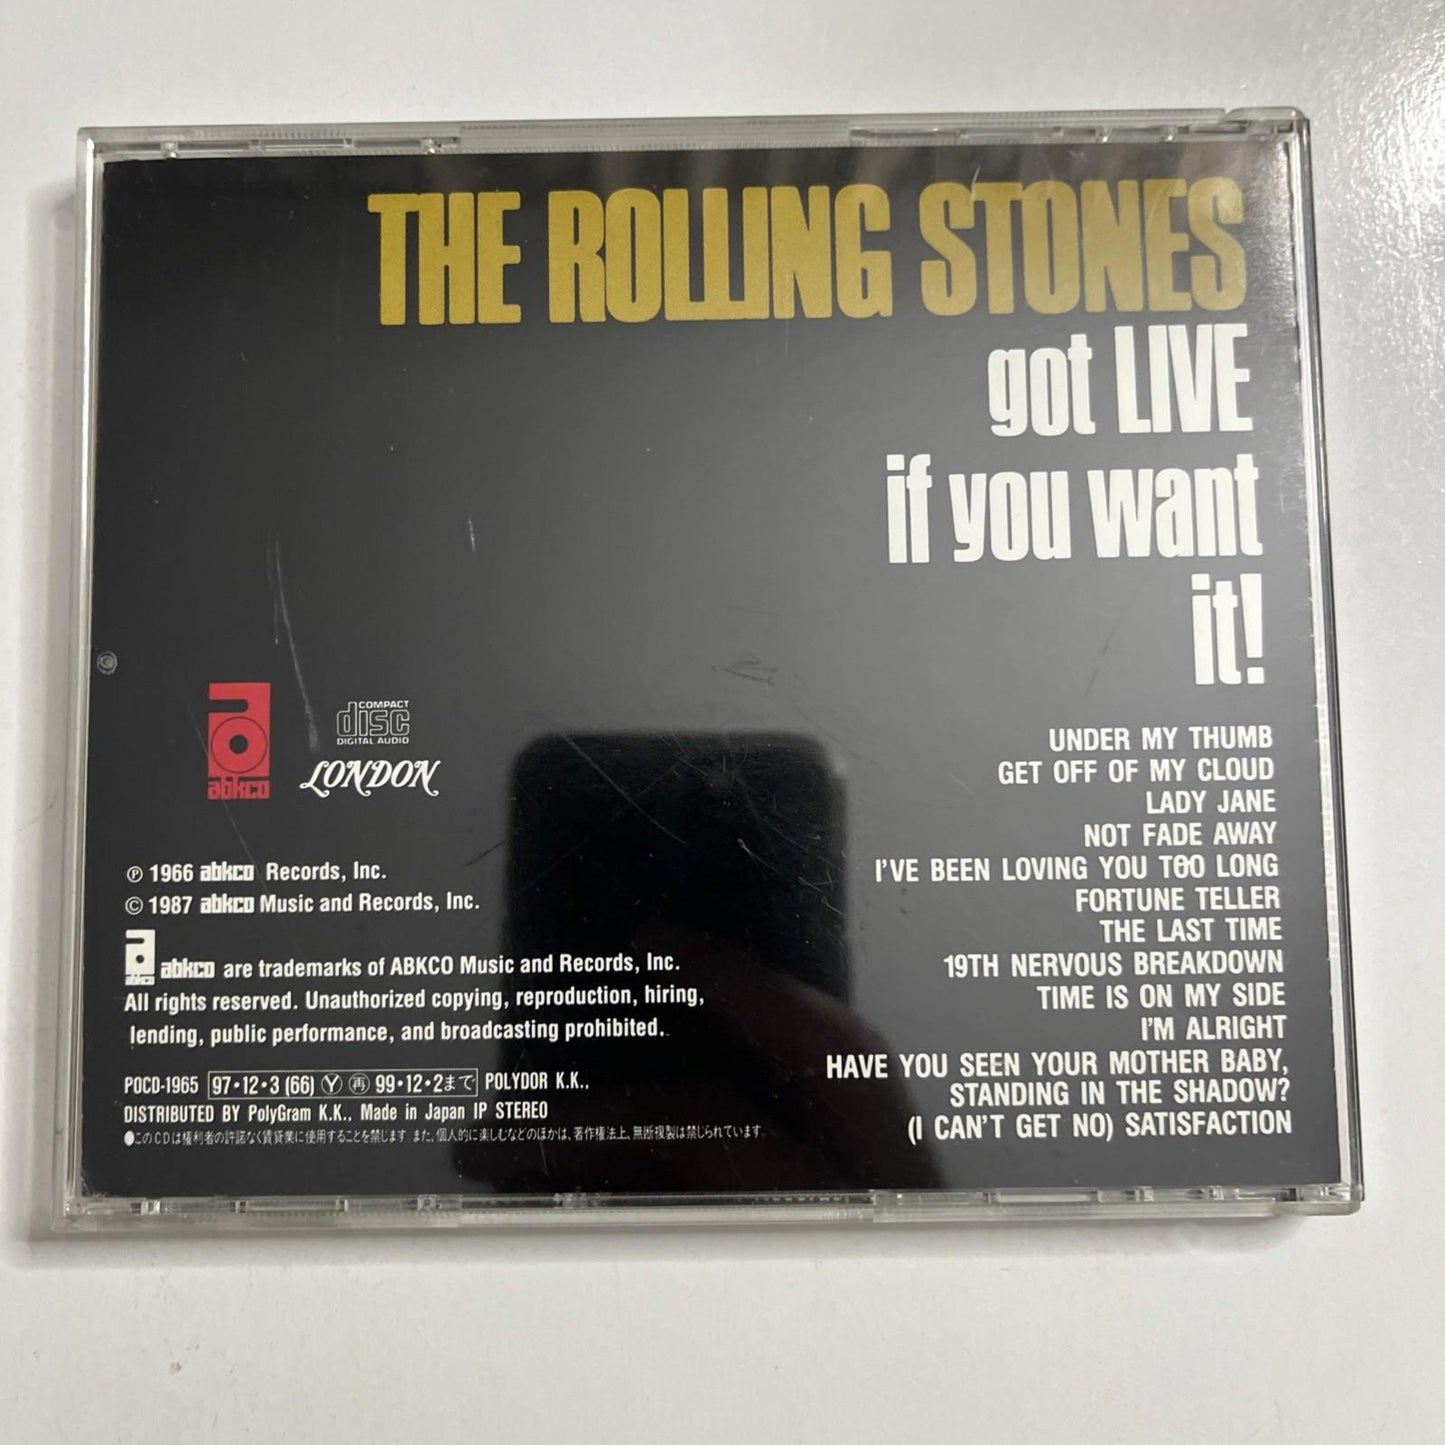 THE ROLLING STONES
got LIVE
if you want
it!
UNDER MY THUMB
GET OFF OF MY CLOUD
LADY JANE
NOT FADE AWAY
I'VE BEEN LOVING YOU TOO LONG
FORTUNE TELLER
THE LAST TIME
19TH NERVOUS BREAKDOWN
TIME IS ON MY SIDE
I'M ALRIGHT
HAVE YOU SEEN YOUR MOTHER BABY,
STANDING IN THE SHADOW?
(I CAN'T GET NO) SATISFACTION
abkco
COMPACT
disc
DIGITAL AUDIO
LONDON
Ⓟ 1966 abkco Records, Inc.
© 1987 abkco Music and Records, Inc.
a abkco abkco are trademarks of ABKCO Music and Records, Inc.
All rights reserved. Unauthorized copying, reproduction, hiring,
lending, public performance, and broadcasting prohibited.
POCD-1965 97・12・3 (66) Ⓨ ㊢ 99・12・2まで POLYDOR K.K.,
DISTRIBUTED BY PolyGram K.K., Made in Japan IP STEREO
●このCDは権利者の許諾なく賃貸業に使用することを禁じます また、個人的に楽しむなどのほかは、著作権法上、無断複製は禁じられています。